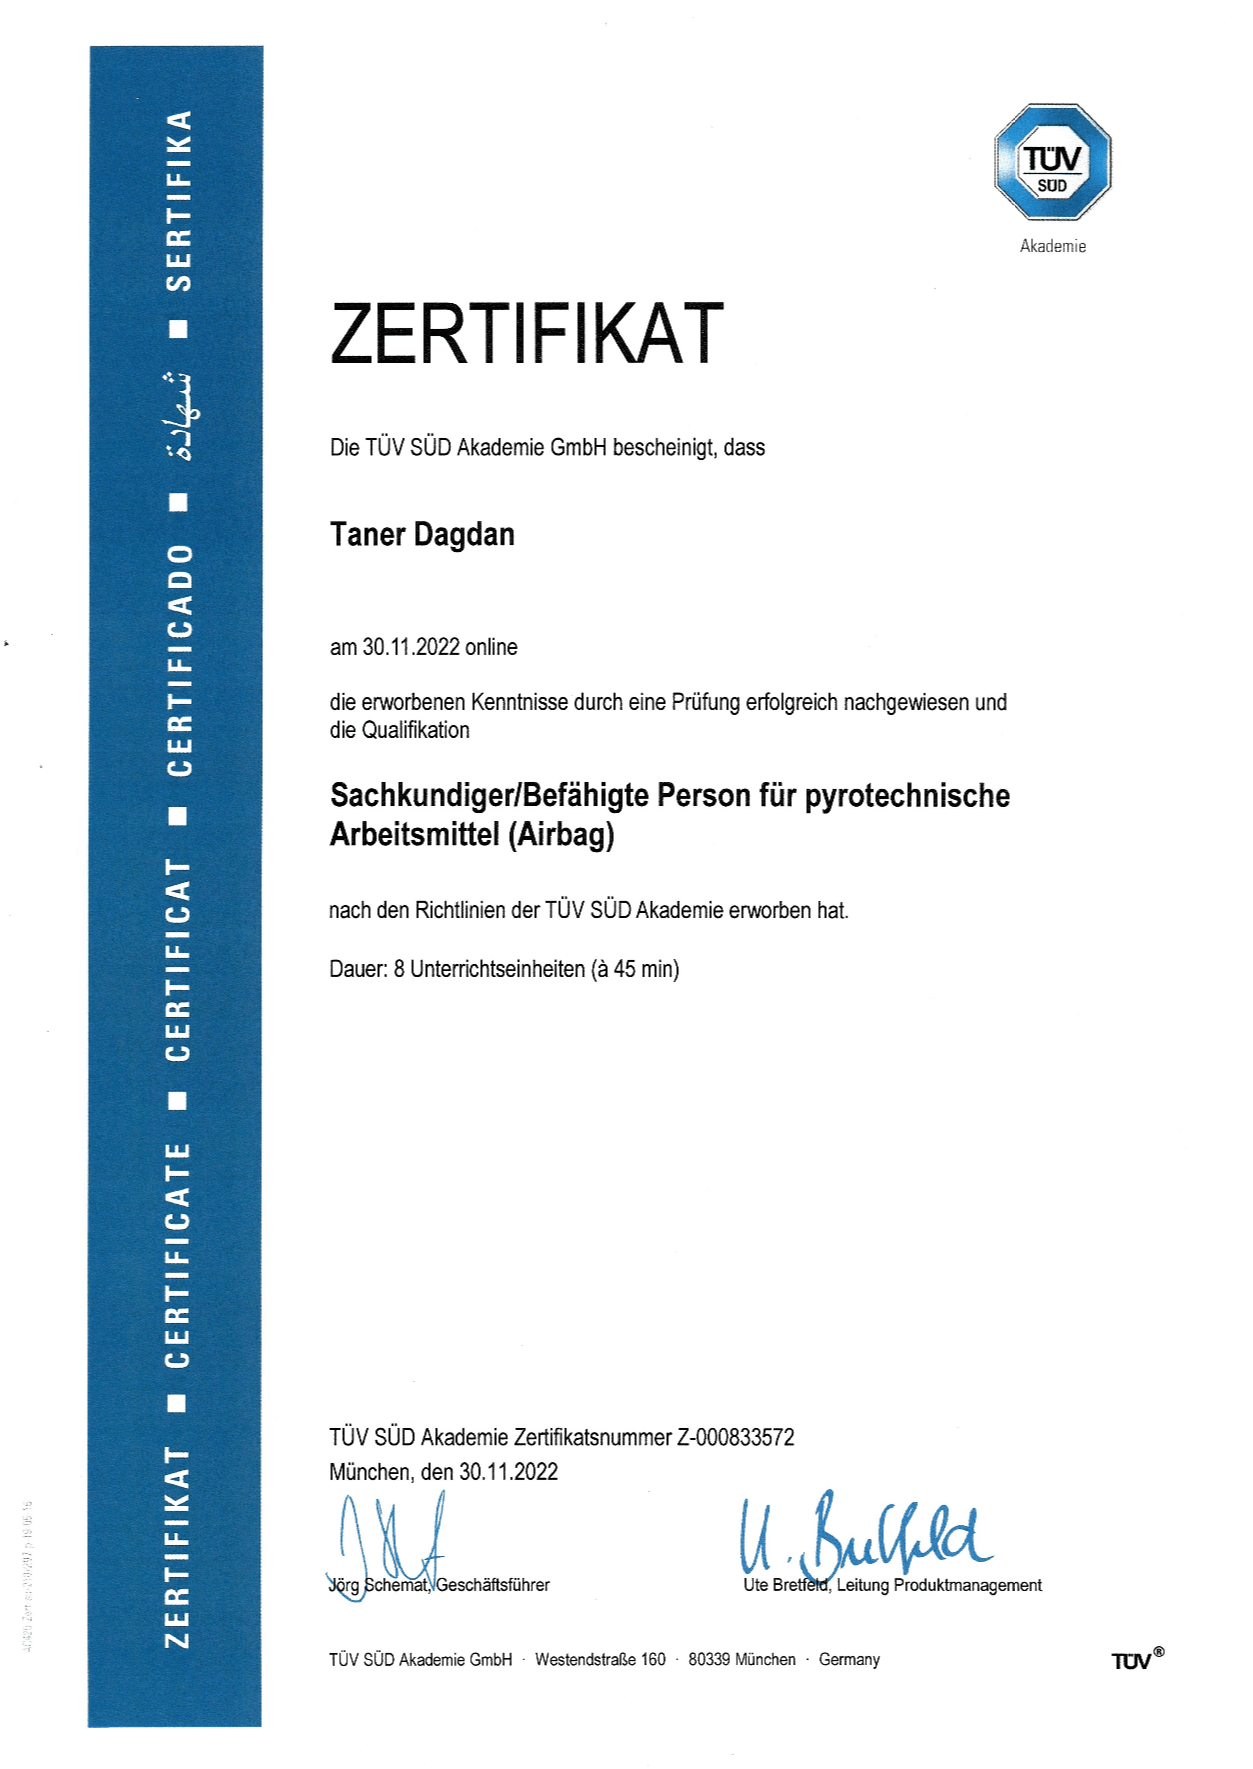 TÜV
SÜD
Akademie
ZERTIFIKAT
Die TÜV SÜD Akademie GmbH bescheinigt, dass
Taner Dagdan
am 30.11.2022 online
die erworbenen Kenntnisse durch eine Prüfung erfolgreich nachgewiesen und
die Qualifikation
Sachkundiger/Befähigte Person für pyrotechnische
Arbeitsmittel (Airbag)
nach den Richtlinien der TÜV SÜD Akademie erworben hat.
Dauer: 8 Unterrichtseinheiten (à 45 min)
TÜV SÜD Akademie Zertifikatsnummer Z-000833572
München, den 30.11.2022
U. Bretfeld
Jörg Schemat, Geschäftsführer
Ute Bretfeld, Leitung Produktmanagement
TÜV SÜD Akademie GmbH · Westendstraße 160 · 80339 München · Germany
TÜV®
ZERTIFIKAT ■ CERTIFICATE ■ CERTIFICAT ■ CERTIFICADO ■ شهادة ■ SERTIFIKA